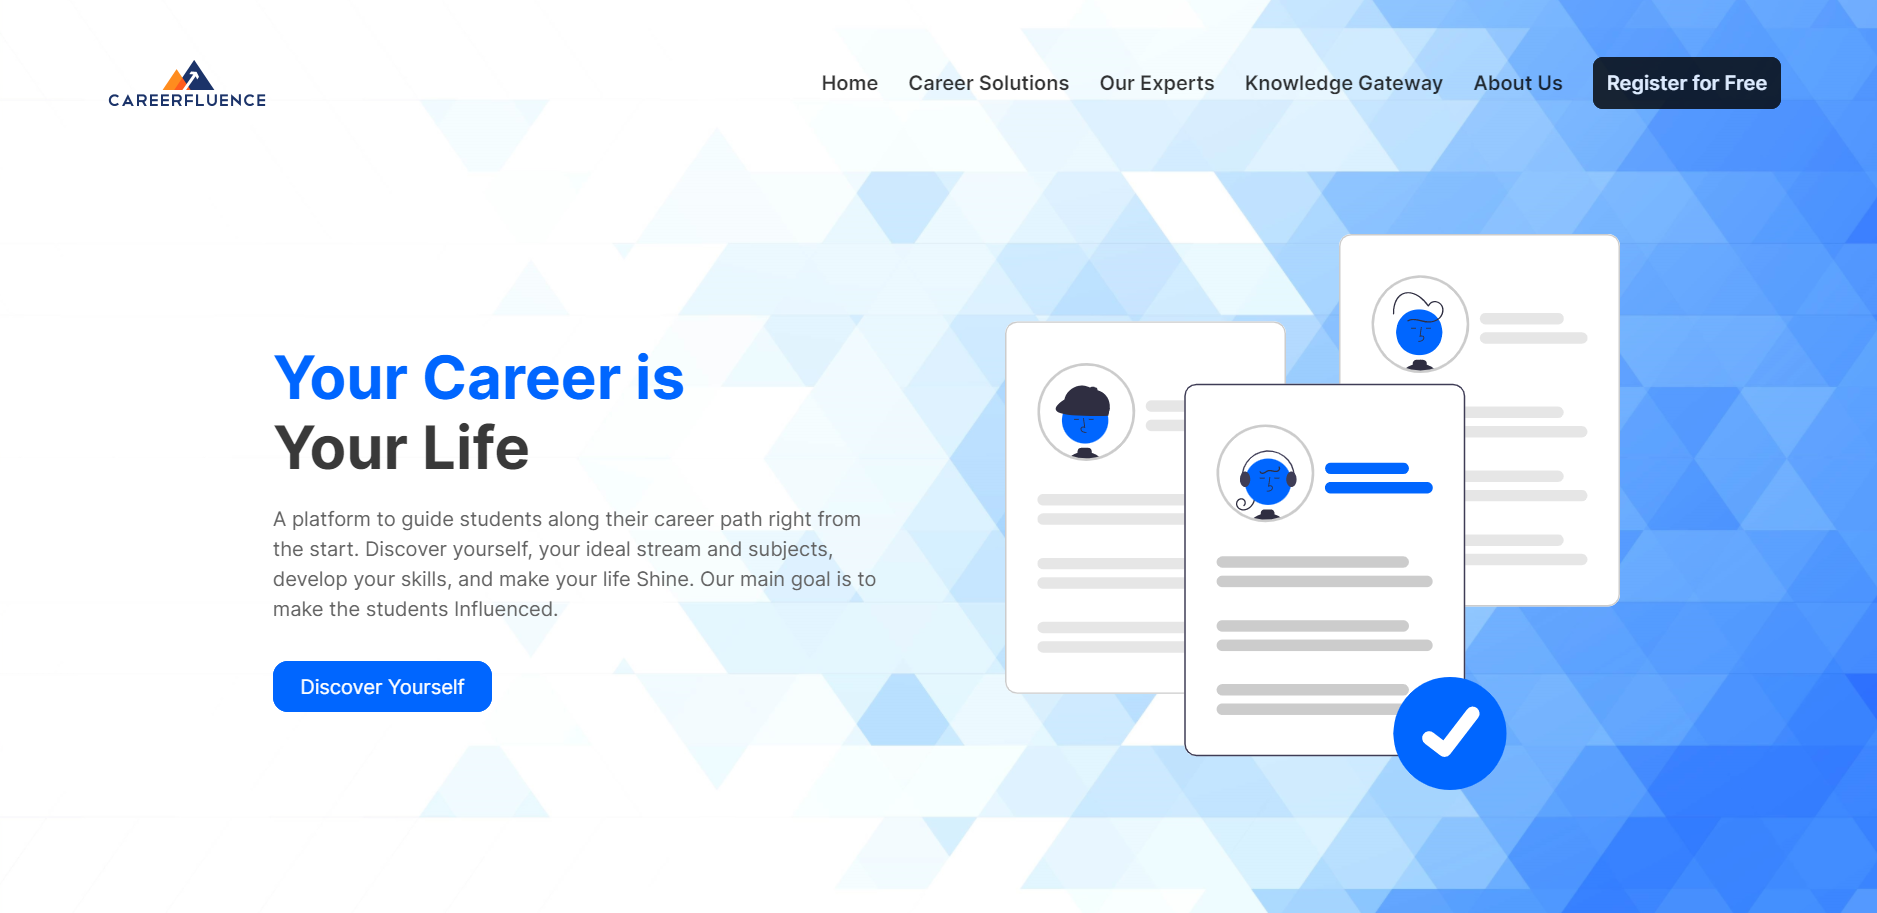 CAREERFLUENCE
Home Career Solutions Our Experts Knowledge Gateway About Us Register for Free
Your Career is
Your Life
A platform to guide students along their career path right from
the start. Discover yourself, your ideal stream and subjects,
develop your skills, and make your life Shine. Our main goal is to
make the students Influenced.
Discover Yourself